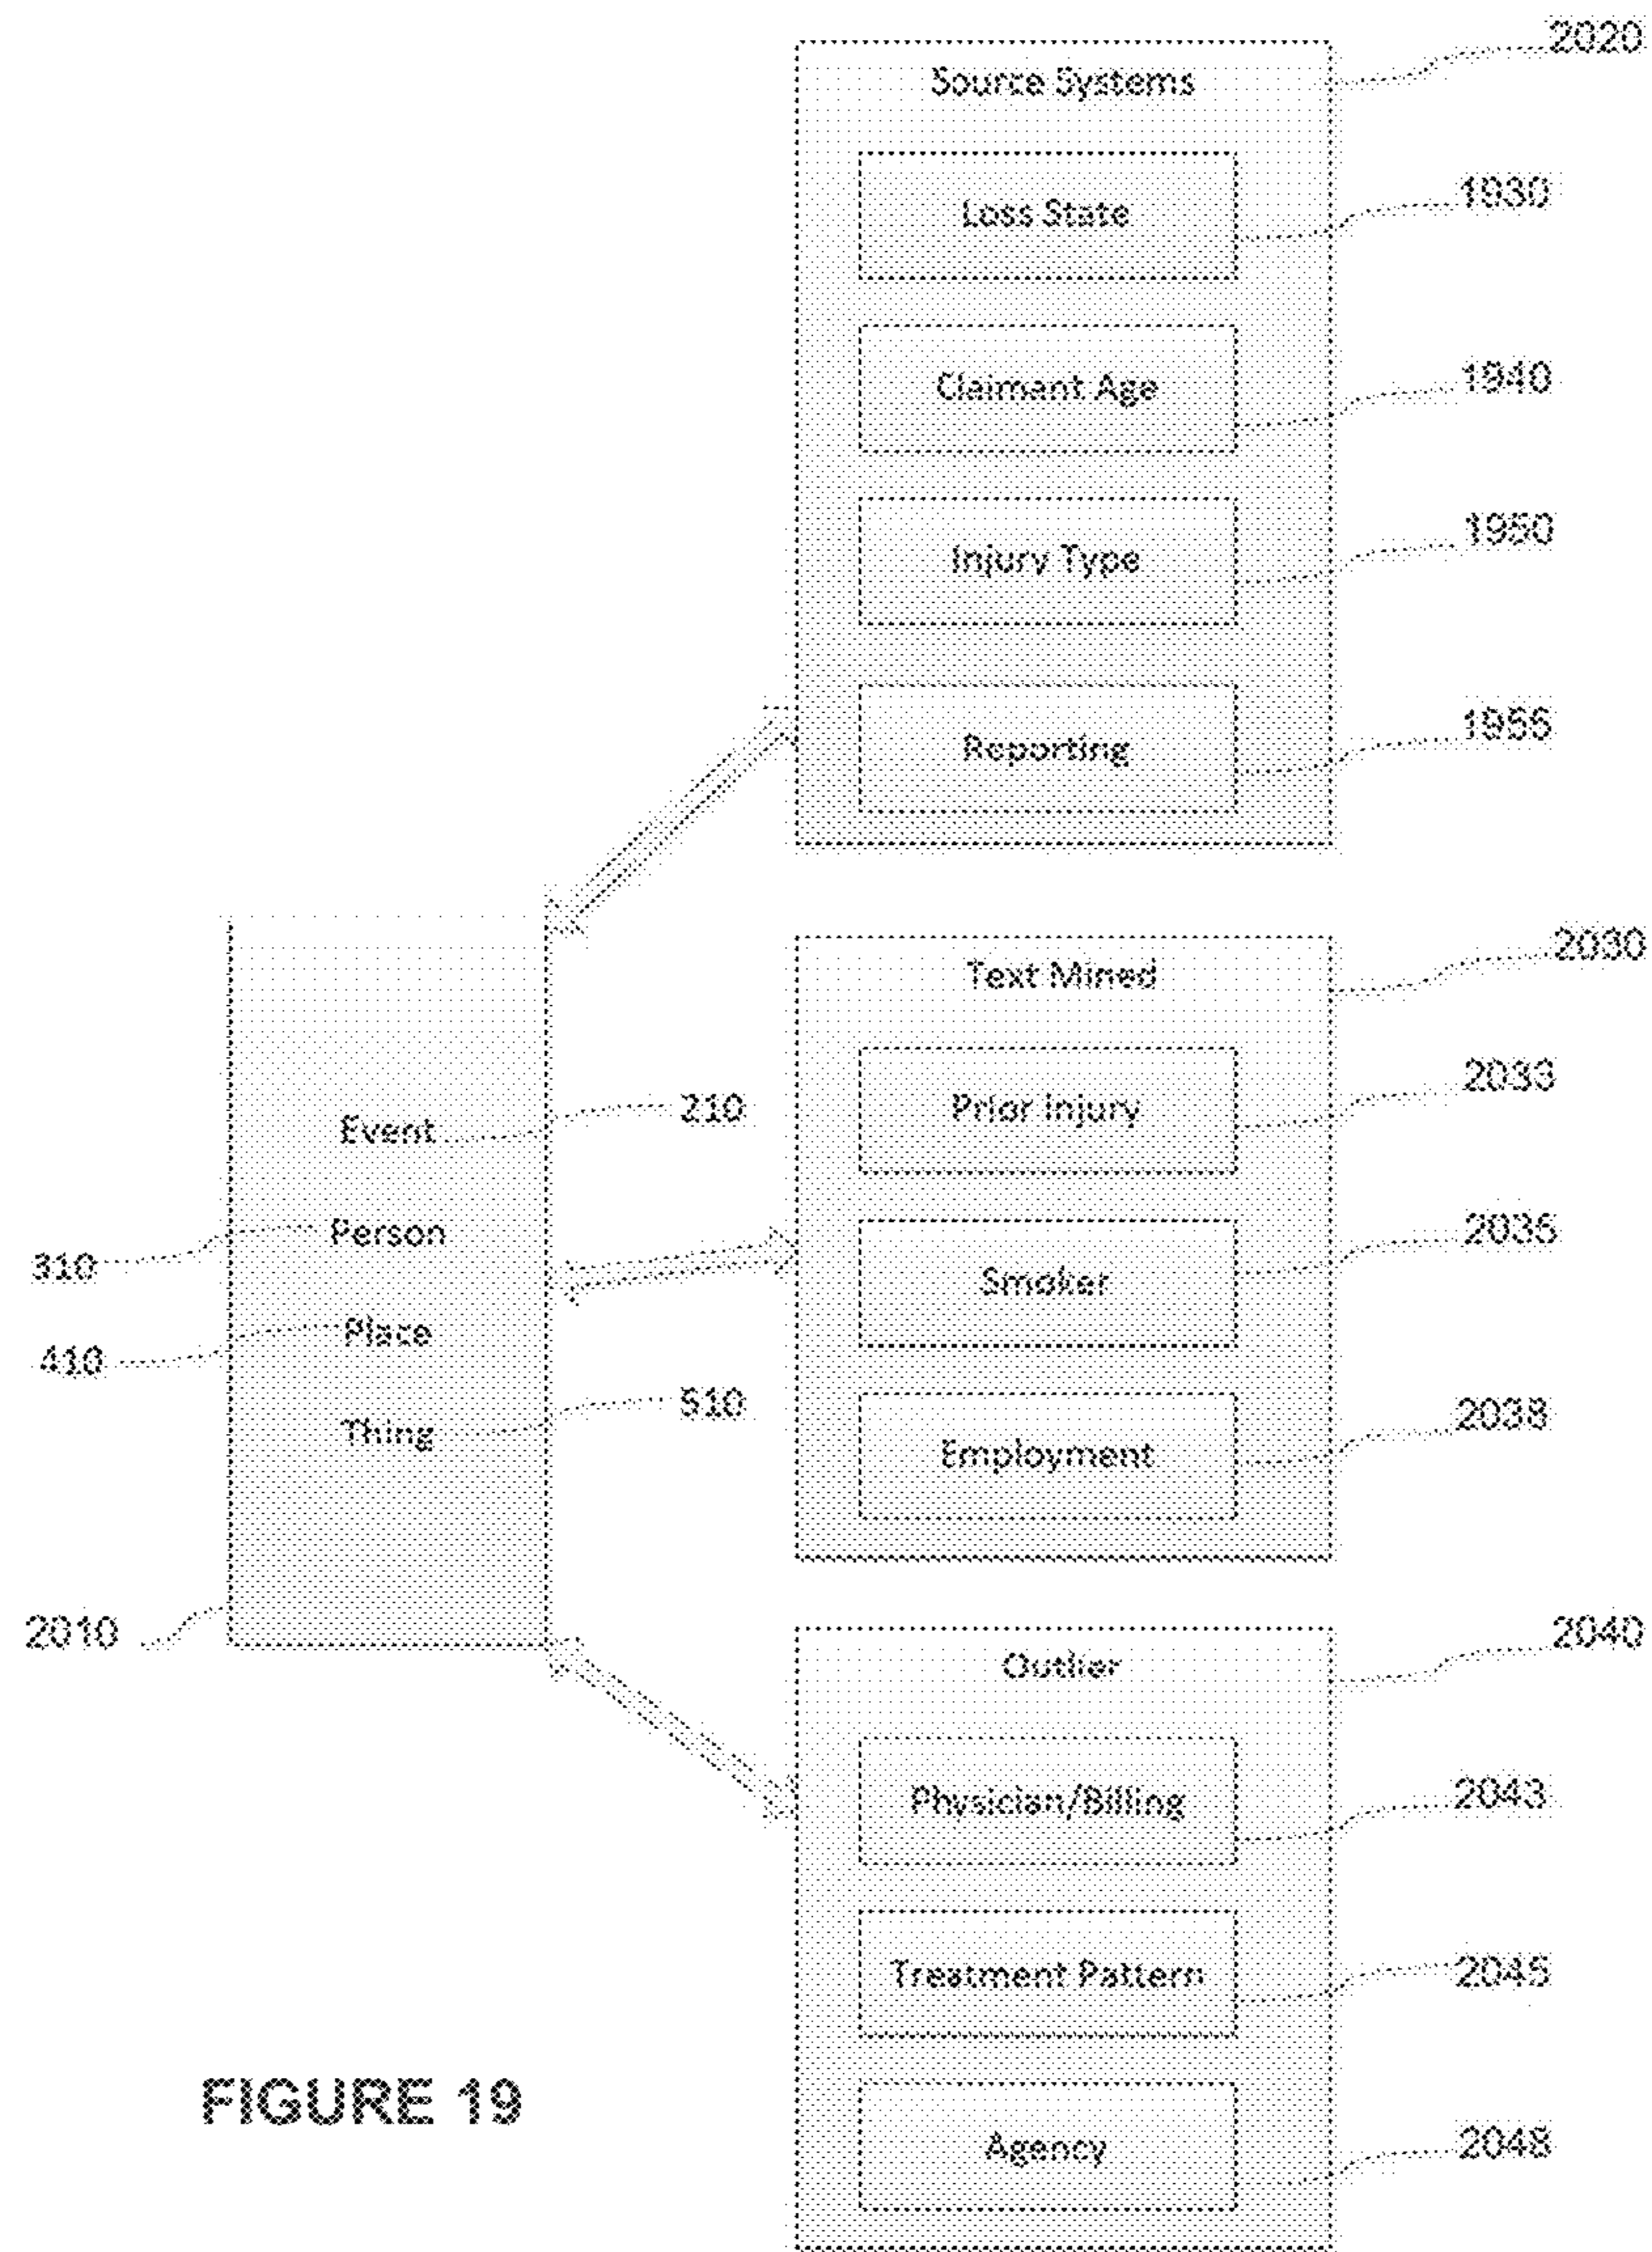 2020
Source Systems
1930
Loss State
1940
Claimant Age
1950
Injury Type
1955
Reporting
2030
Text Mined
2033
Prior Injury
210
Event
2035
Person
310
Smoker
Place
410
510
2038
Thing
Employment
2010
2040
Outlier
2043
Physician/Billing
2045
Treatment Pattern
FIGURE 19
2048
Agency